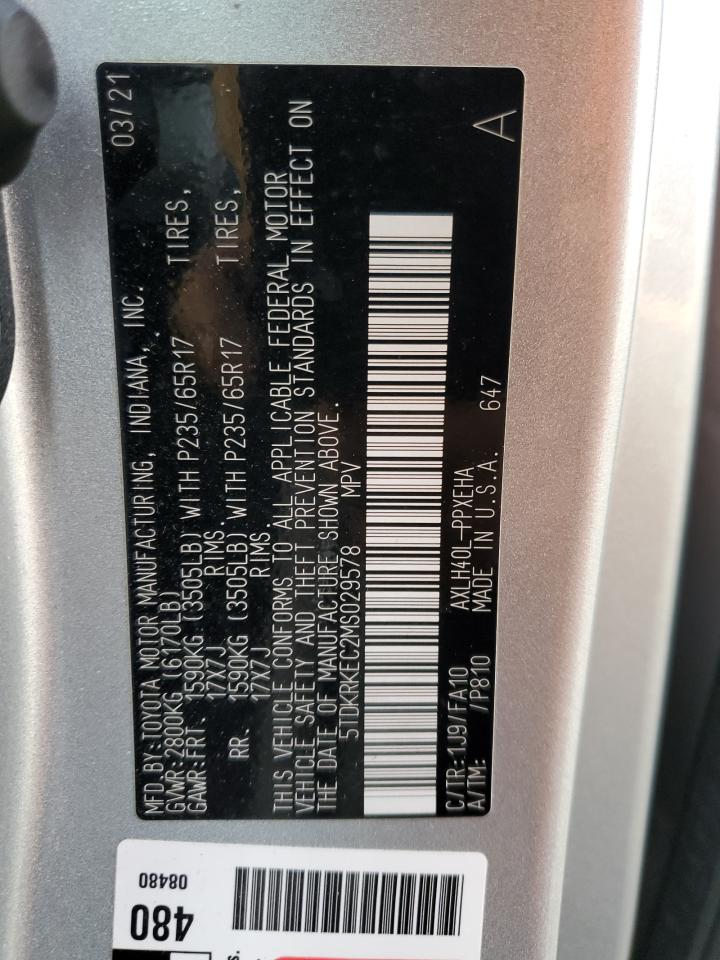 MFD BY:TOYOTA MOTOR MANUFACTURING, INDIANA, INC. 03/21
GVWR:2800KG (6170LB)
GAWR:FRT. 1590KG (3505LB) WITH P235/65R17 TIRES,
17X7J RIMS.
RR. 1590KG (3505LB) WITH P235/65R17 TIRES,
17X7J RIMS.
THIS VEHICLE CONFORMS TO ALL APPLICABLE FEDERAL MOTOR
VEHICLE SAFETY AND THEFT PREVENTION STANDARDS IN EFFECT ON
THE DATE OF MANUFACTURE SHOWN ABOVE.
5TDKRKEC2MS029578 MPV
C/TR:1J9/FA10 AXLH40L-PPXEHA
A/TM: /P810 MADE IN U.S.A. 647
A
08480
480
s.